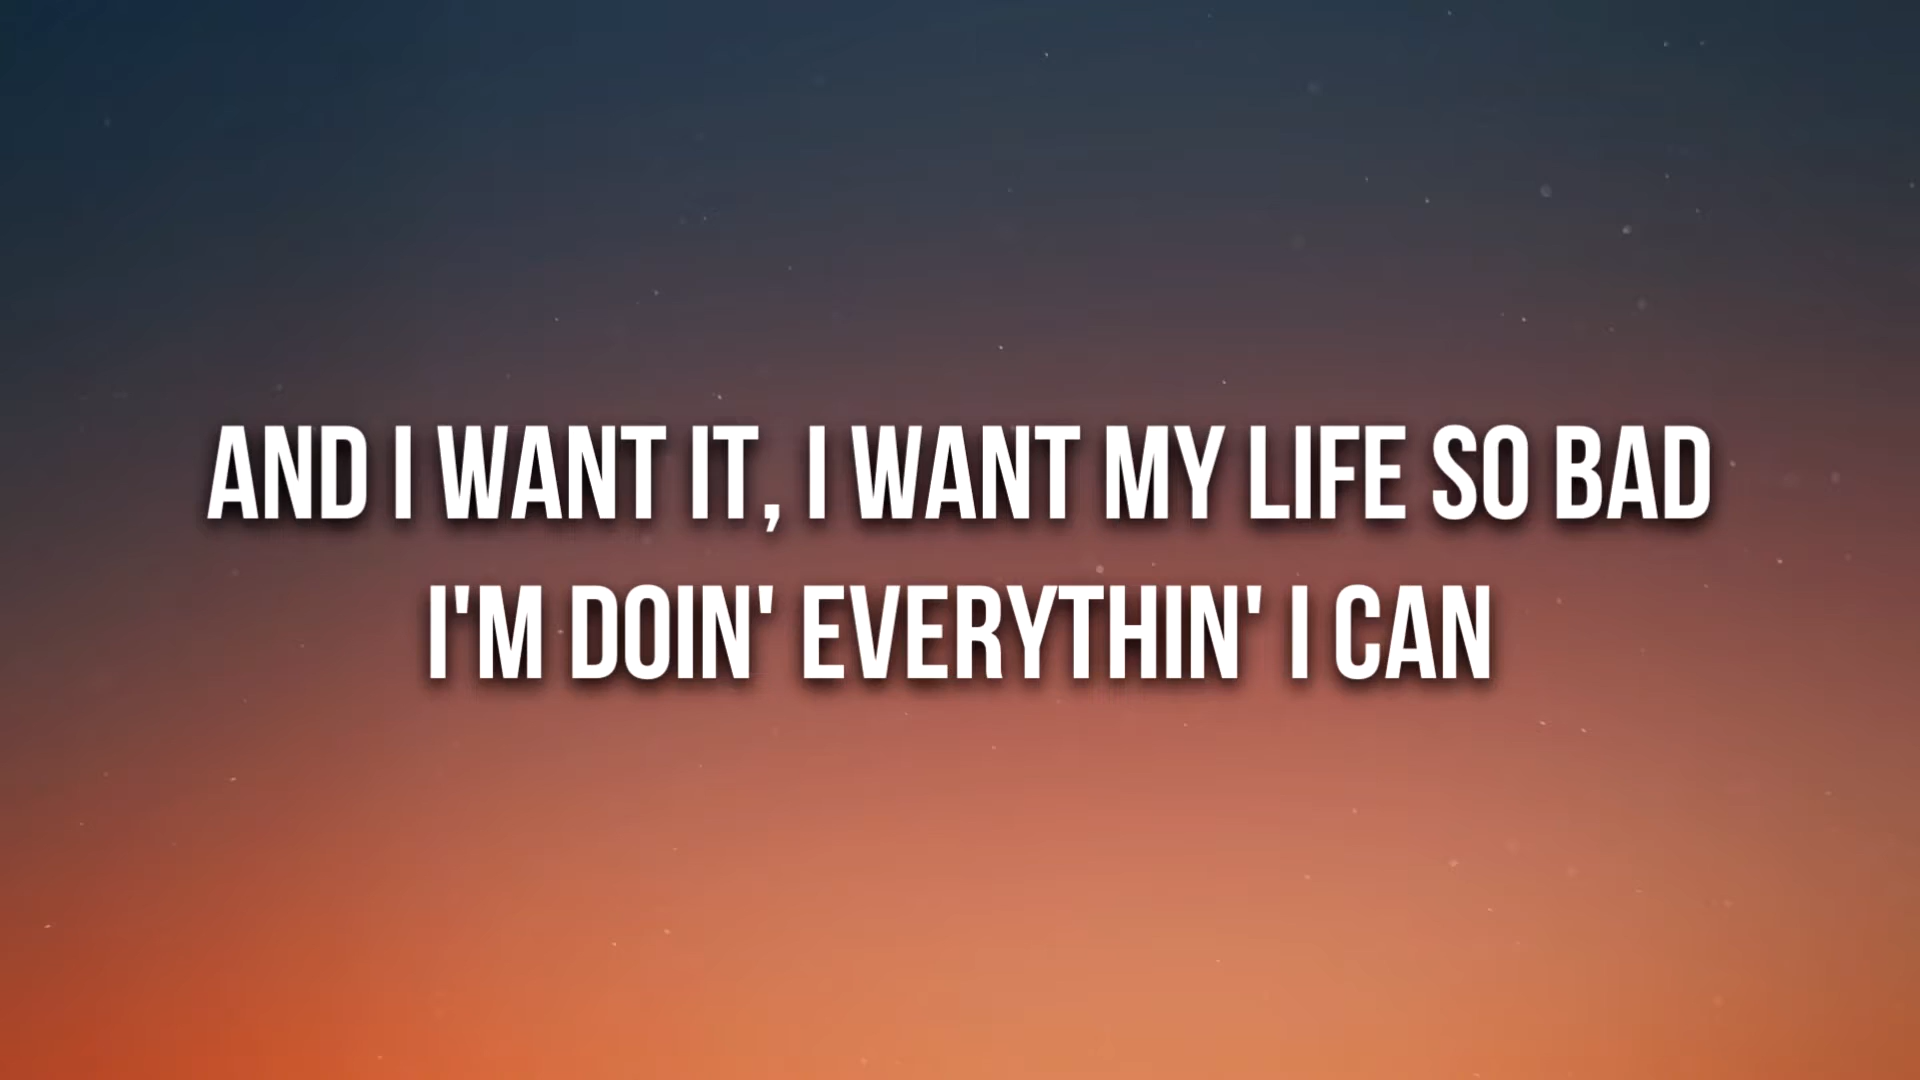 AND I WANT IT, I WANT MY LIFE SO BAD
I'M DOIN' EVERYTHIN' I CAN